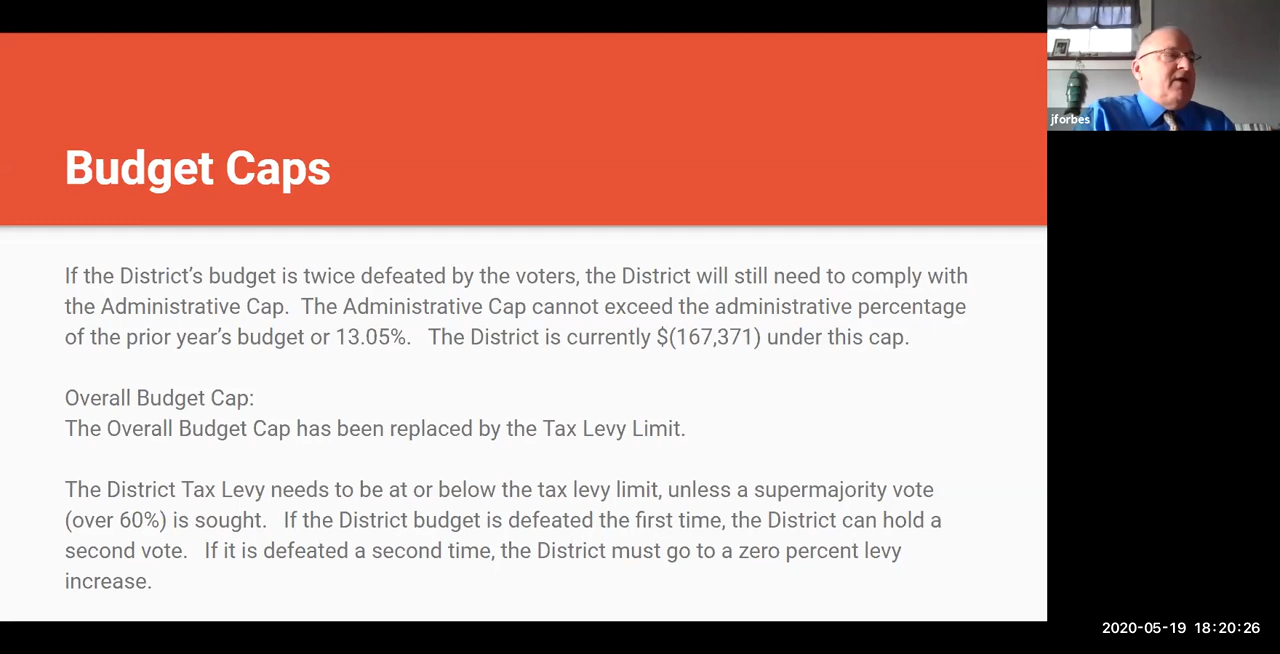 Budget Caps
If the District’s budget is twice defeated by the voters, the District will still need to comply with
the Administrative Cap.  The Administrative Cap cannot exceed the administrative percentage
of the prior year’s budget or 13.05%.   The District is currently $(167,371) under this cap.
Overall Budget Cap:
The Overall Budget Cap has been replaced by the Tax Levy Limit.
The District Tax Levy needs to be at or below the tax levy limit, unless a supermajority vote
(over 60%) is sought.   If the District budget is defeated the first time, the District can hold a
second vote.   If it is defeated a second time, the District must go to a zero percent levy
increase.
jforbes
2020-05-19 18:20:26